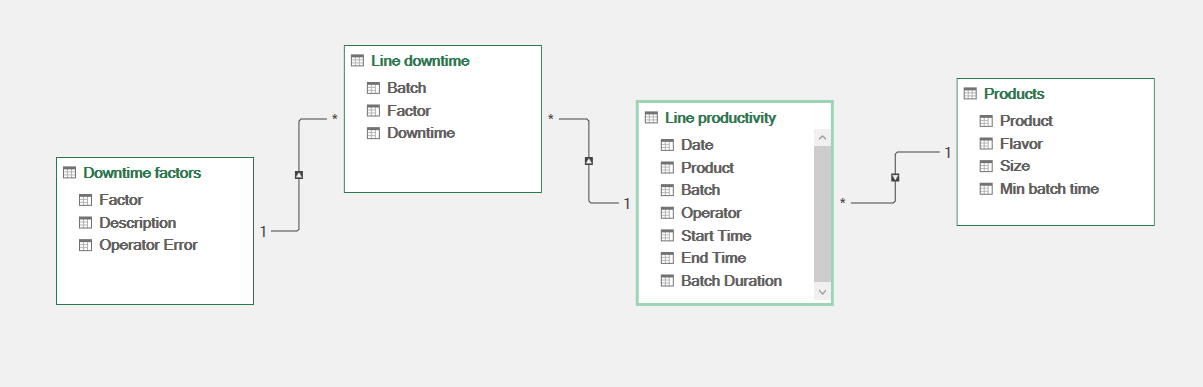 Downtime factors
Factor
Description
Operator Error
1
*
Line downtime
Batch
Factor
Downtime
*
1
Line productivity
Date
Product
Batch
Operator
Start Time
End Time
Batch Duration
*
1
Products
Product
Flavor
Size
Min batch time